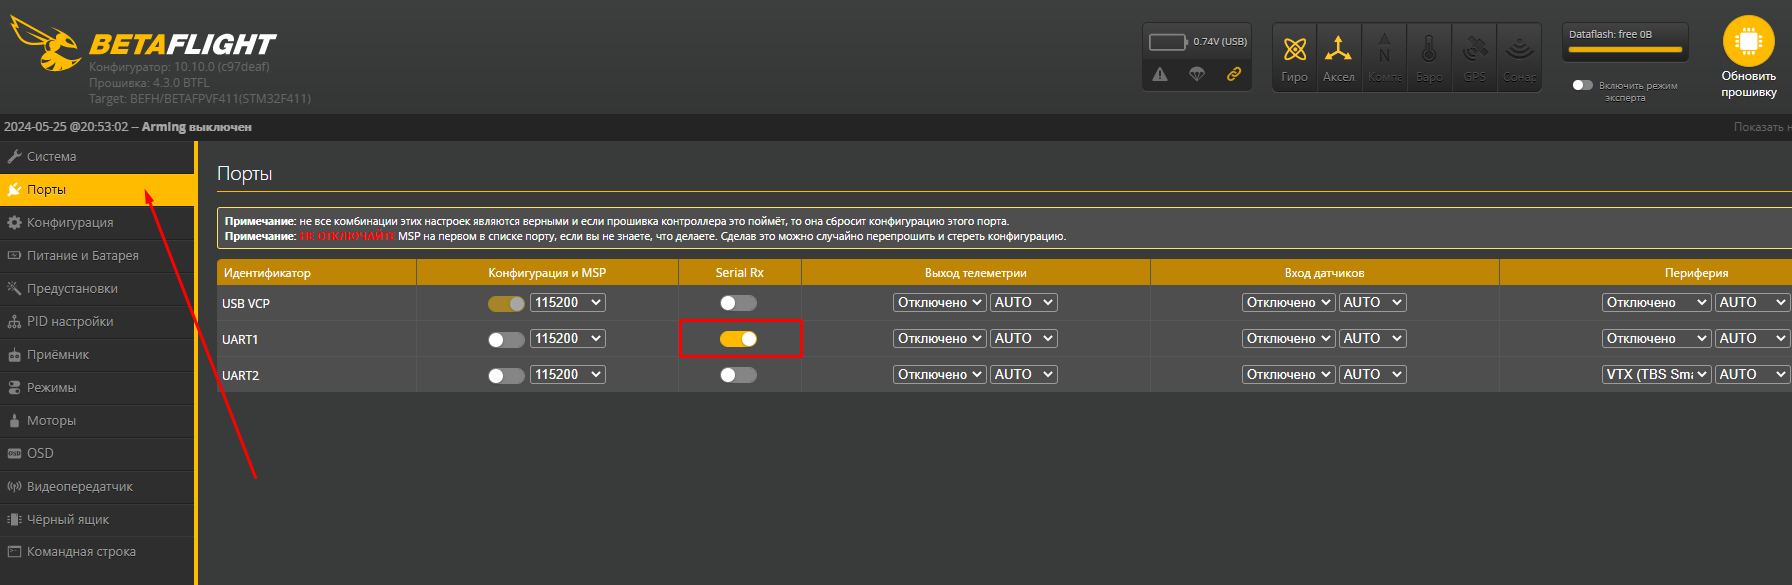 BETAFLIGHT
Конфигуратор: 10.10.0 (c97deaf)
Прошивка: 4.3.0 BTFL
Target: BEFH/BETAFPVF411(STM32F411)
0.74V (USB)
Гиро Аксел Компа Баро GPS Сонар
Dataflash: free 0B
Включить режим
эксперта
Обновить
прошивку
2024-05-25 @20:53:02 -- Arming выключен
Показать
Система
Порты
Конфигурация
Питание и Батарея
Предустановки
PID настройки
Приёмник
Режимы
Моторы
OSD
Видеопередатчик
Чёрный ящик
Командная строка
Порты
Примечание: не все комбинации этих настроек являются верными и если прошивка контроллера это поймёт, то она сбросит конфигурацию этого порта.
Примечание: НЕ ОТКЛЮЧАЙТЕ MSP на первом в списке порту, если вы не знаете, что делаете. Сделав это можно случайно перепрошить и стереть конфигурацию.
Идентификатор Конфигурация и MSP Serial Rx Выход телеметрии Вход датчиков Периферия
USB VCP 115200 Отключено AUTO Отключено AUTO Отключено AUTO
UART1 115200 Отключено AUTO Отключено AUTO Отключено AUTO
UART2 115200 Отключено AUTO Отключено AUTO VTX (TBS Sma AUTO